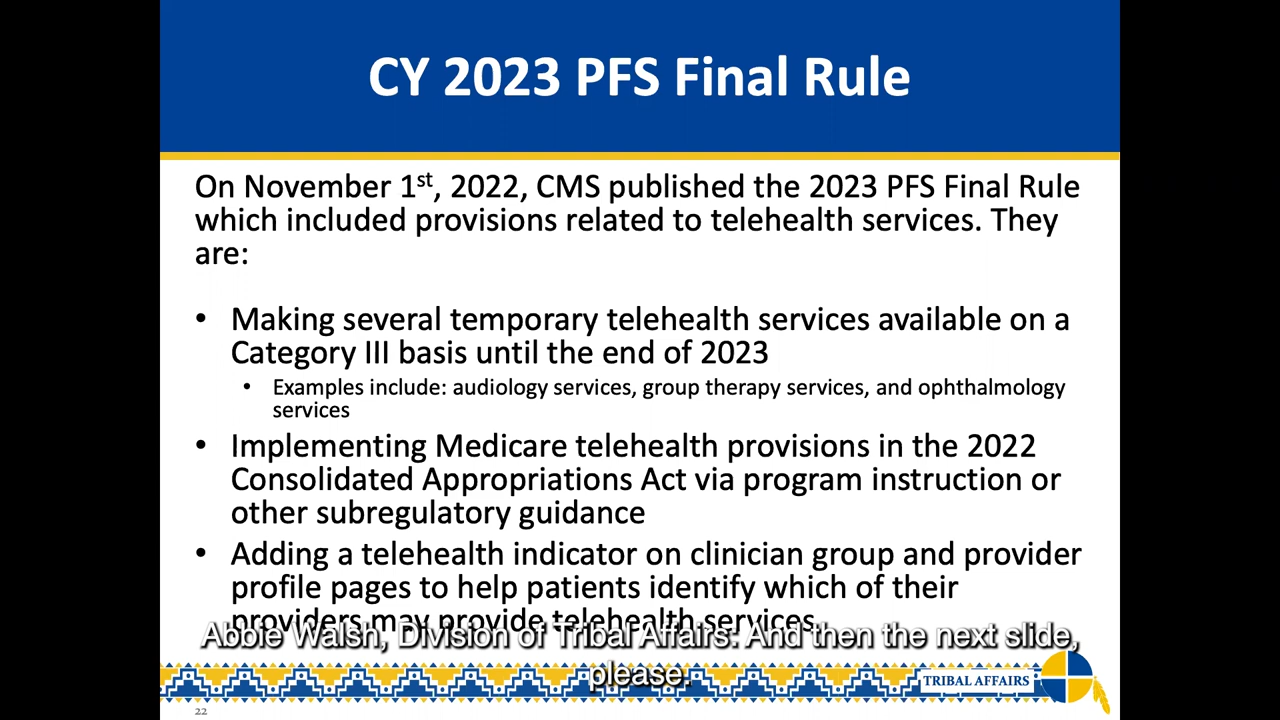 CY 2023 PFS Final Rule
On November 1st, 2022, CMS published the 2023 PFS Final Rule
which included provisions related to telehealth services. They
are:
• Making several temporary telehealth services available on a
Category III basis until the end of 2023
• Examples include: audiology services, group therapy services, and ophthalmology
services
• Implementing Medicare telehealth provisions in the 2022
Consolidated Appropriations Act via program instruction or
other subregulatory guidance
• Adding a telehealth indicator on clinician group and provider
profile pages to help patients identify which of their
providers may provide telehealth services.
Abbie Walsh, Division of Tribal Affairs: And then the next slide,
please.
TRIBAL AFFAIRS
22